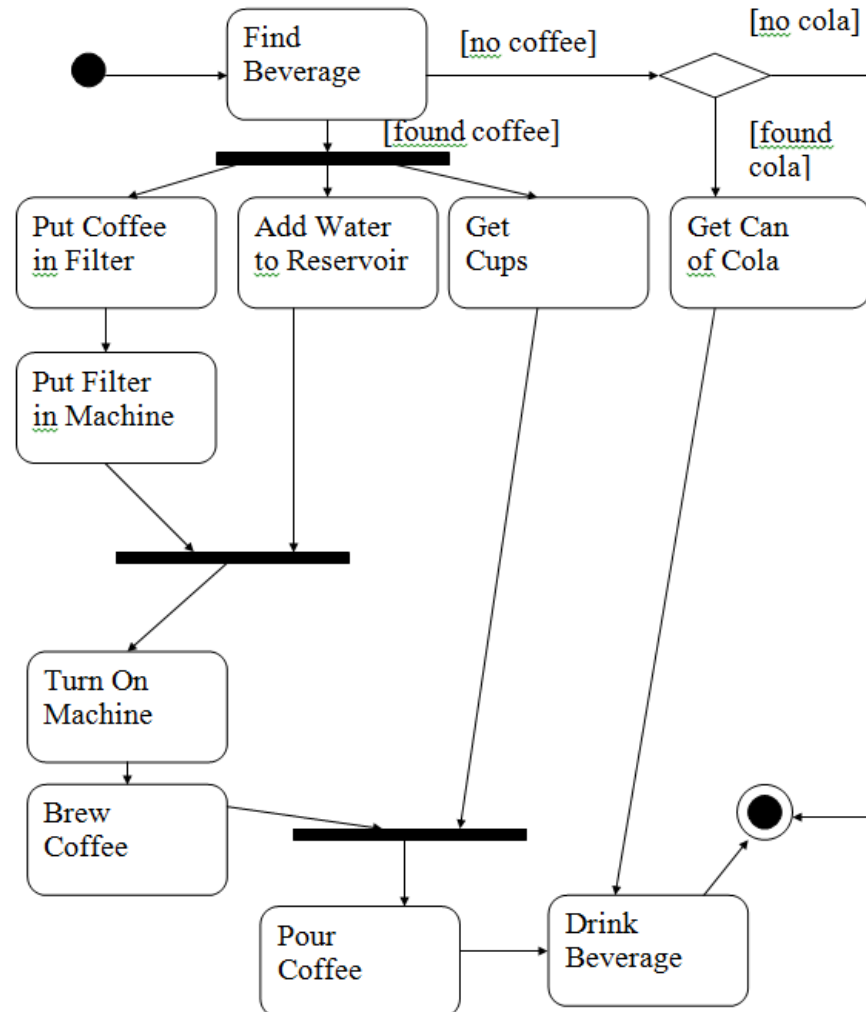 Find
Beverage
[no coffee]
[no cola]
[found coffee]
[found
cola]
Put Coffee
in Filter
Add Water
to Reservoir
Get
Cups
Get Can
of Cola
Put Filter
in Machine
Turn On
Machine
Brew
Coffee
Pour
Coffee
Drink
Beverage